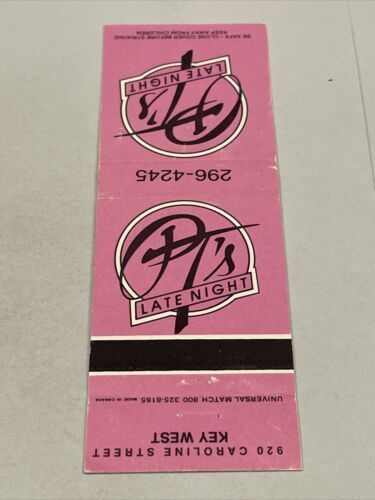 BE SAFE - CLOSE COVER BEFORE STRIKING
KEEP AWAY FROM CHILDREN
PT's
LATE NIGHT
296-4245
PT's
LATE NIGHT
UNIVERSAL MATCH 800 325-8165 MADE IN CANADA
920 CAROLINE STREET
KEY WEST